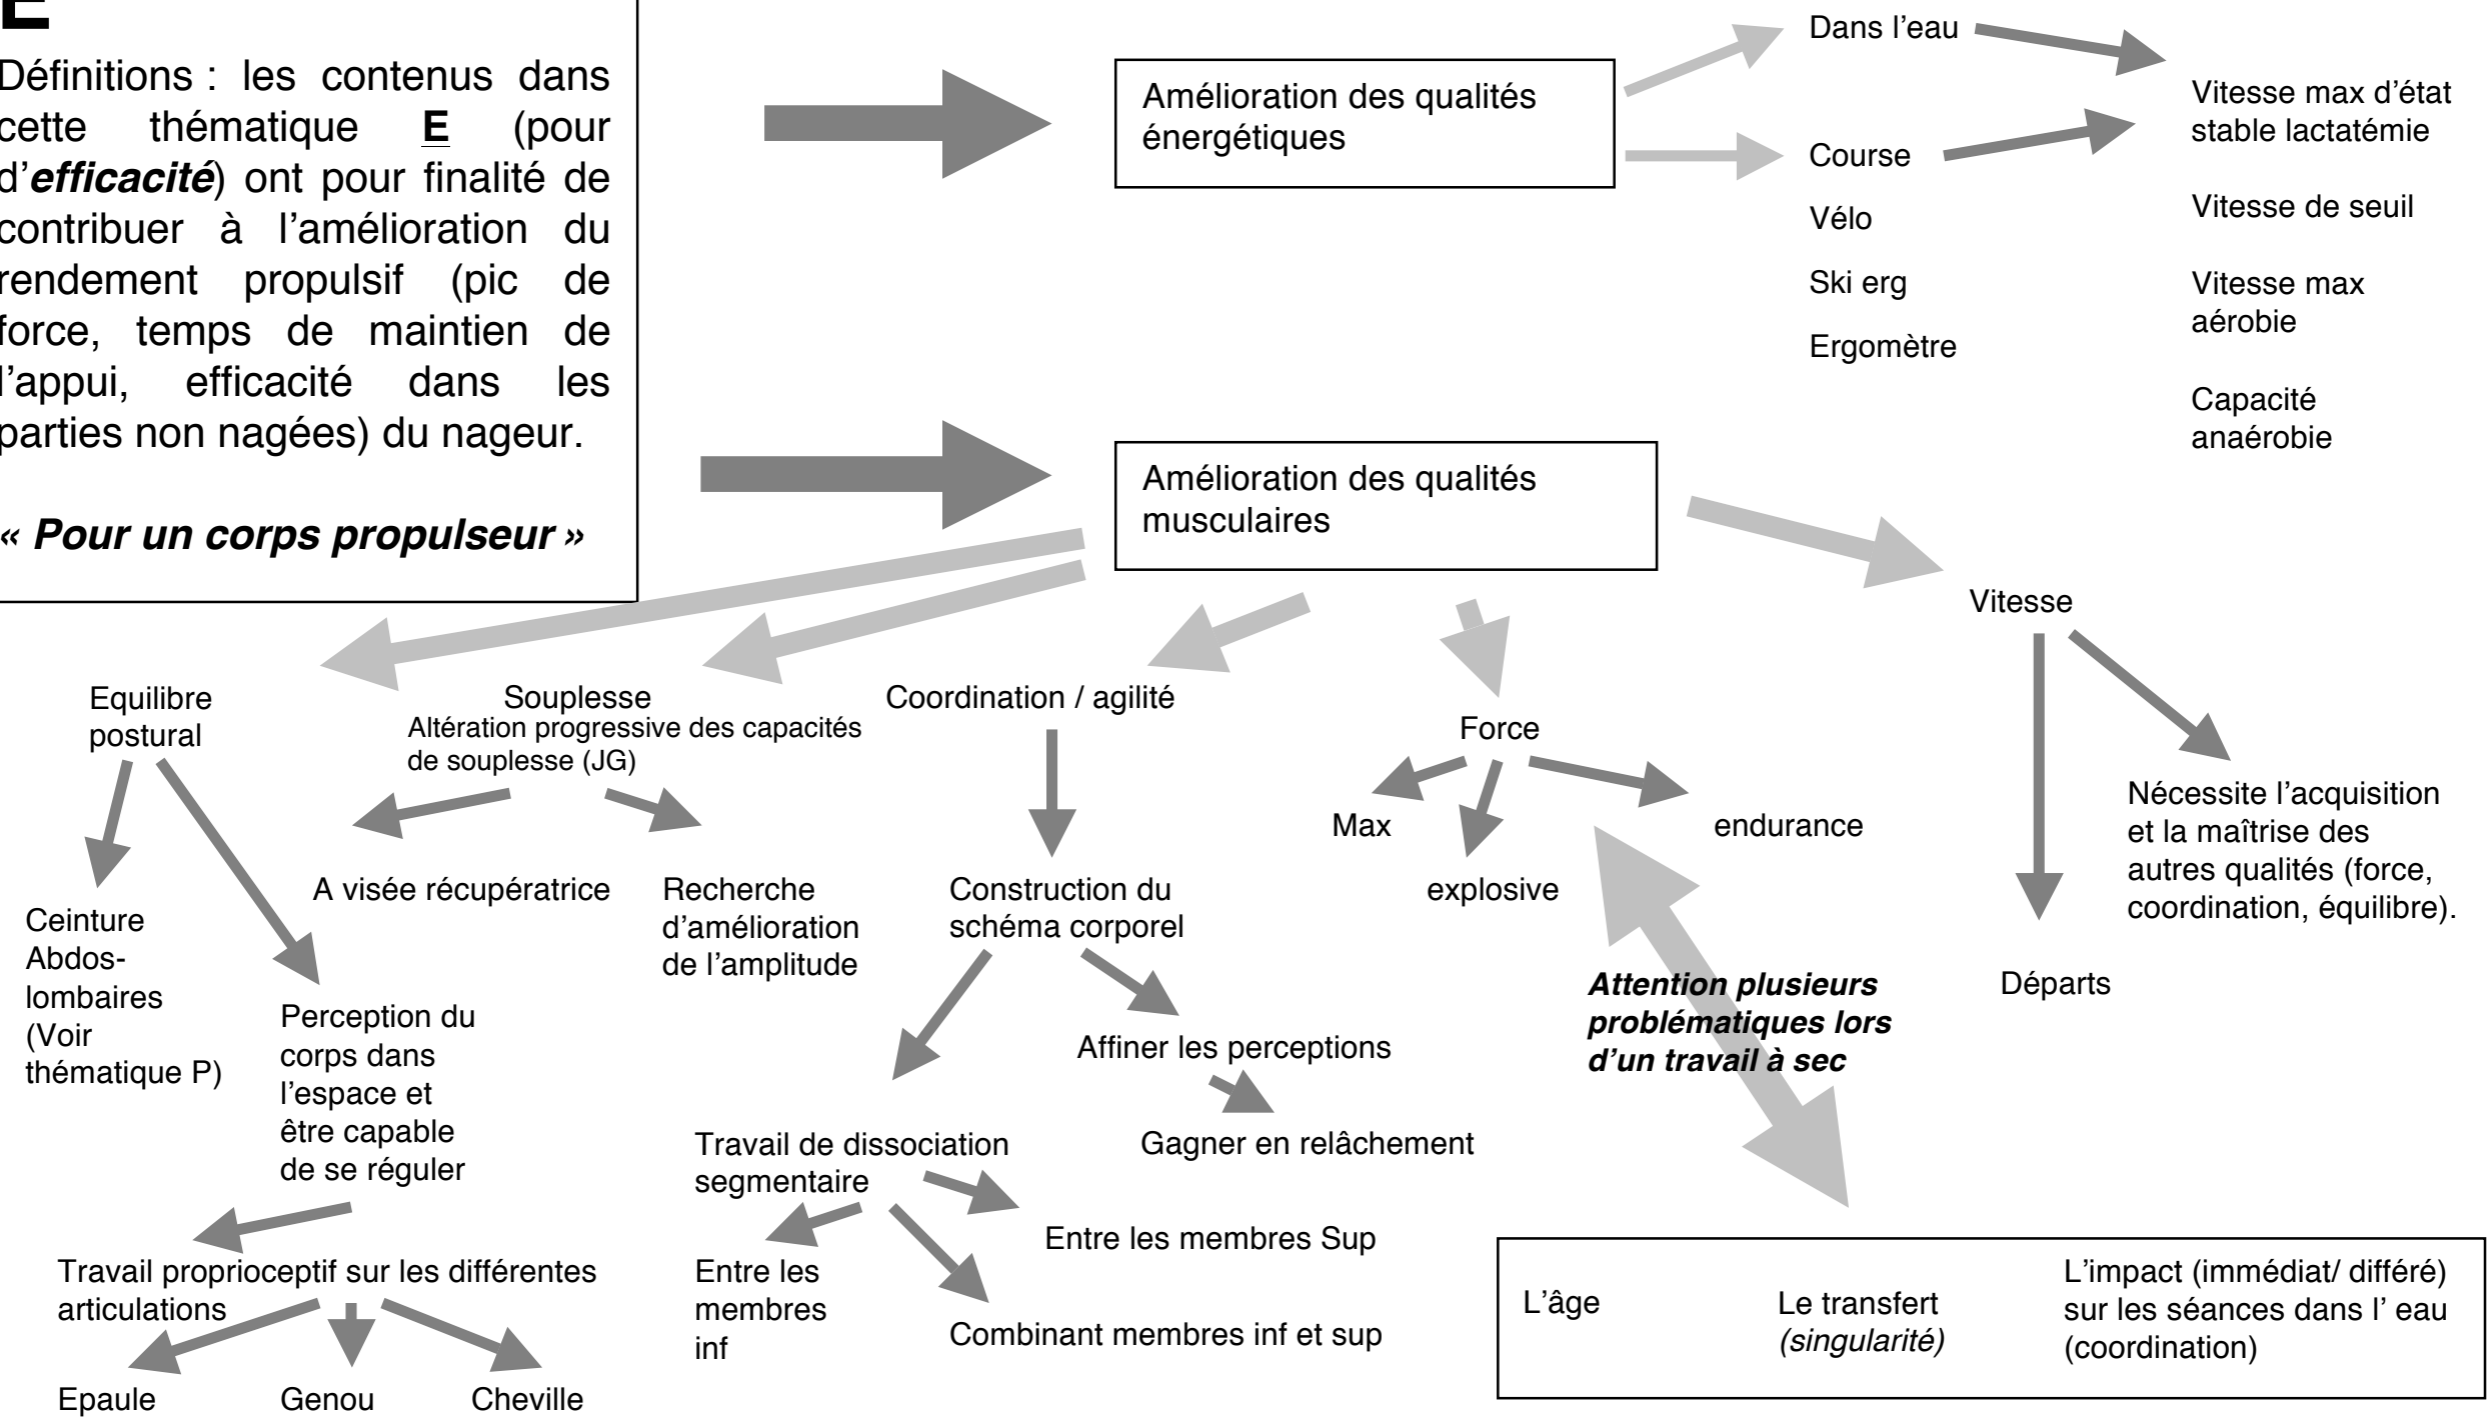 E
Définitions : les contenus dans
cette thématique E (pour
d’efficacité) ont pour finalité de
contribuer à l’amélioration du
rendement propulsif (pic de
force, temps de maintien de
l’appui, efficacité dans les
parties non nagées) du nageur.
« Pour un corps propulseur »
Amélioration des qualités
énergétiques
Dans l’eau
Course
Vélo
Ski erg
Ergomètre
Vitesse max d’état
stable lactatémie
Vitesse de seuil
Vitesse max
aérobie
Capacité
anaérobie
Amélioration des qualités
musculaires
Equilibre
postural
Ceinture
Abdos-
lombaires
(Voir
thématique P)
Perception du
corps dans
l’espace et
être capable
de se réguler
Travail proprioceptif sur les différentes
articulations
Epaule
Genou
Cheville
Souplesse
Altération progressive des capacités
de souplesse (JG)
A visée récupératrice
Recherche
d’amélioration
de l’amplitude
Coordination / agilité
Construction du
schéma corporel
Affiner les perceptions
Gagner en relâchement
Travail de dissociation
segmentaire
Entre les
membres
inf
Entre les membres Sup
Combinant membres inf et sup
Force
Max
explosive
endurance
Attention plusieurs
problématiques lors
d’un travail à sec
Vitesse
Départs
Nécessite l’acquisition
et la maîtrise des
autres qualités (force,
coordination, équilibre).
L’âge
Le transfert
(singularité)
L’impact (immédiat/ différé)
sur les séances dans l’ eau
(coordination)